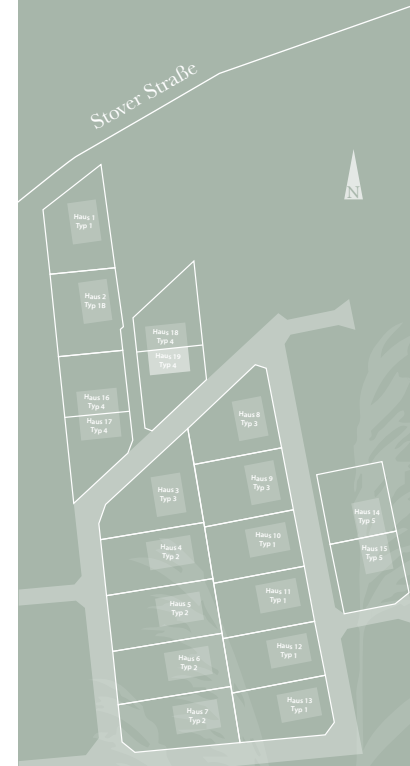 Stover Straße
N
Haus 1
Typ 1
Haus 2
Typ 1B
Haus 18
Typ 4
Haus 19
Typ 4
Haus 16
Typ 4
Haus 17
Typ 4
Haus 8
Typ 3
Haus 9
Typ 3
Haus 3
Typ 3
Haus 10
Typ 1
Haus 4
Typ 2
Haus 14
Typ 5
Haus 15
Typ 5
Haus 11
Typ 1
Haus 5
Typ 2
Haus 12
Typ 1
Haus 6
Typ 2
Haus 13
Typ 1
Haus 7
Typ 2